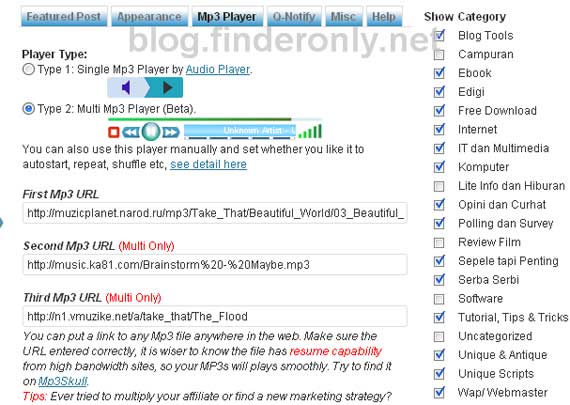 Featured Post
Appearance
Mp3 Player
Q-Notify
Misc
Help
blog.finderonly.net
Player Type:
Type 1: Single Mp3 Player by Audio Player.
Type 2: Multi Mp3 Player (Beta).
Unknown Artist -
You can also use this player manually and set whether you like it to
autostart, repeat, shuffle etc, see detail here
First Mp3 URL
http://muzicplanet.narod.ru/mp3/Take_That/Beautiful_World/03_Beautiful_
Second Mp3 URL (Multi Only)
http://music.ka81.com/Brainstorm%20-%20Maybe.mp3
Third Mp3 URL (Multi Only)
http://n1.vmuzike.net/a/take_that/The_Flood
You can put a link to any Mp3 file anywhere in the web. Make sure the
URL entered correctly, it is wiser to know the file has resume capability
from high bandwidth sites, so your MP3s will plays smoothly. Try to find it
on Mp3Skull.
Tips: Ever tried to multiply your affiliate or find a new marketing strategy?
Show Category
Blog Tools
Campuran
Ebook
Edigi
Free Download
Internet
IT dan Multimedia
Komputer
Lite Info dan Hiburan
Opini dan Curhat
Polling dan Survey
Review Film
Sepele tapi Penting
Serba Serbi
Software
Tutorial, Tips & Tricks
Uncategorized
Unique & Antique
Unique Scripts
Wap/ Webmaster